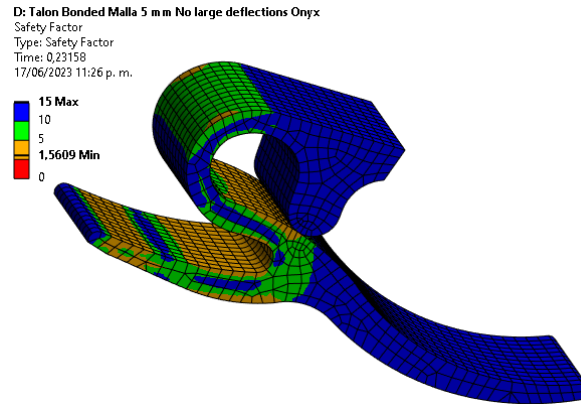 D: Talon Bonded Malla 5 mm No large deflections Onyx
Safety Factor
Type: Safety Factor
Time: 0,23158
17/06/2023 11:26 p. m.
15 Max
10
5
1,5609 Min
0